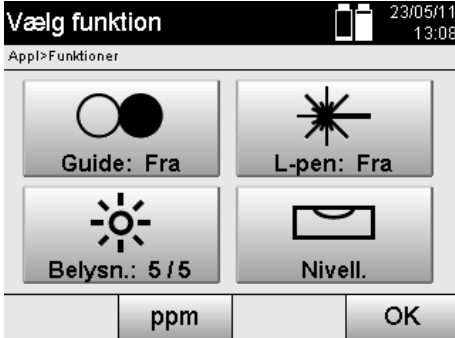 Vælg funktion
23/05/11
13:08
Appl>Funktioner
Guide: Fra
L-pen: Fra
Belysn.: 5/5
Nivell.
ppm
OK